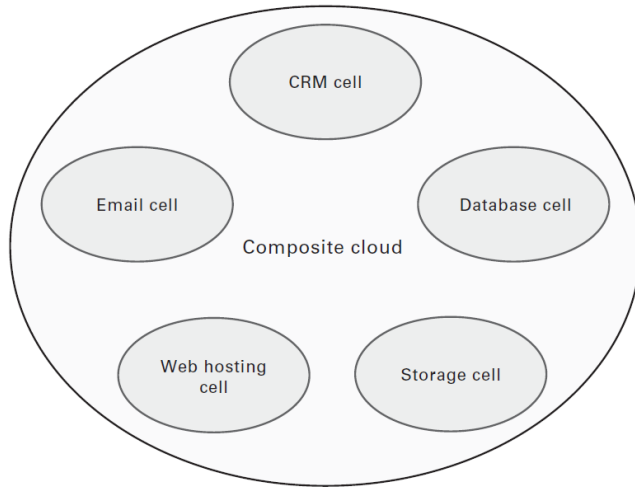 CRM cell
Email cell
Database cell
Composite cloud
Web hosting
cell
Storage cell